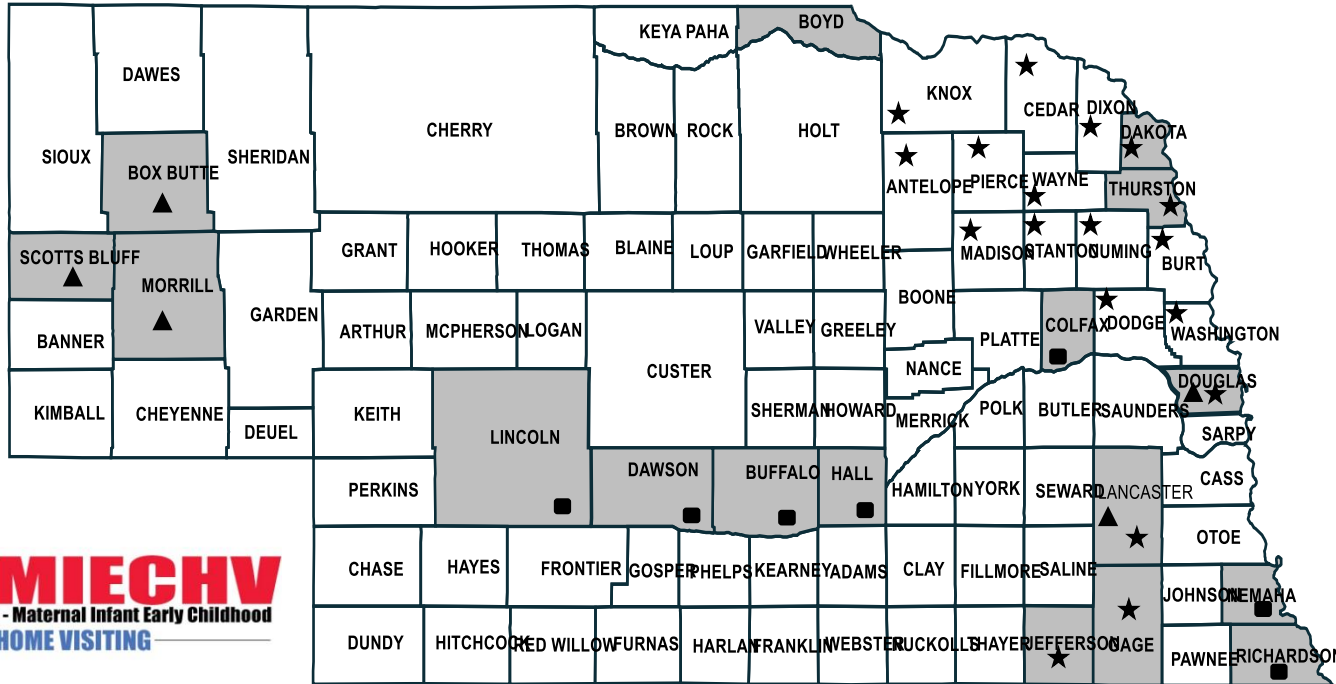 KEYA PAHA
BOYD
DAWES
SIOUX
BOX BUTTE
SHERIDAN
CHERRY
BROWN
ROCK
HOLT
KNOX
CEDAR
DIXON
DAKOTA
ANTELOPE
PIERCE
WAYNE
THURSTON
SCOTTS BLUFF
MORRILL
GRANT
HOOKER
THOMAS
BLAINE
LOUP
GARFIELD
WHEELER
MADISON
STANTON
CUMING
BURT
BANNER
GARDEN
ARTHUR
MCPHERSON
LOGAN
CUSTER
VALLEY
GREELEY
BOONE
PLATTE
COLFAX
DODGE
WASHINGTON
NANCE
KIMBALL
CHEYENNE
DEUEL
KEITH
LINCOLN
SHERMAN
HOWARD
MERRICK
POLK
BUTLER
SAUNDERS
DOUGLAS
SARPY
PERKINS
DAWSON
BUFFALO
HALL
HAMILTON
YORK
SEWARD
LANCASTER
CASS
OTOE
CHASE
HAYES
FRONTIER
GOSPER
PHELPS
KEARNEY
ADAMS
CLAY
FILLMORE
SALINE
JOHNSON
NEMAHA
DUNDY
HITCHCOCK
RED WILLOW
FURNAS
HARLAN
FRANKLIN
WEBSTER
NUCKOLLS
THAYER
JEFFERSON
GAGE
PAWNEE
RICHARDSON
MIECHV
- Maternal Infant Early Childhood
HOME VISITING